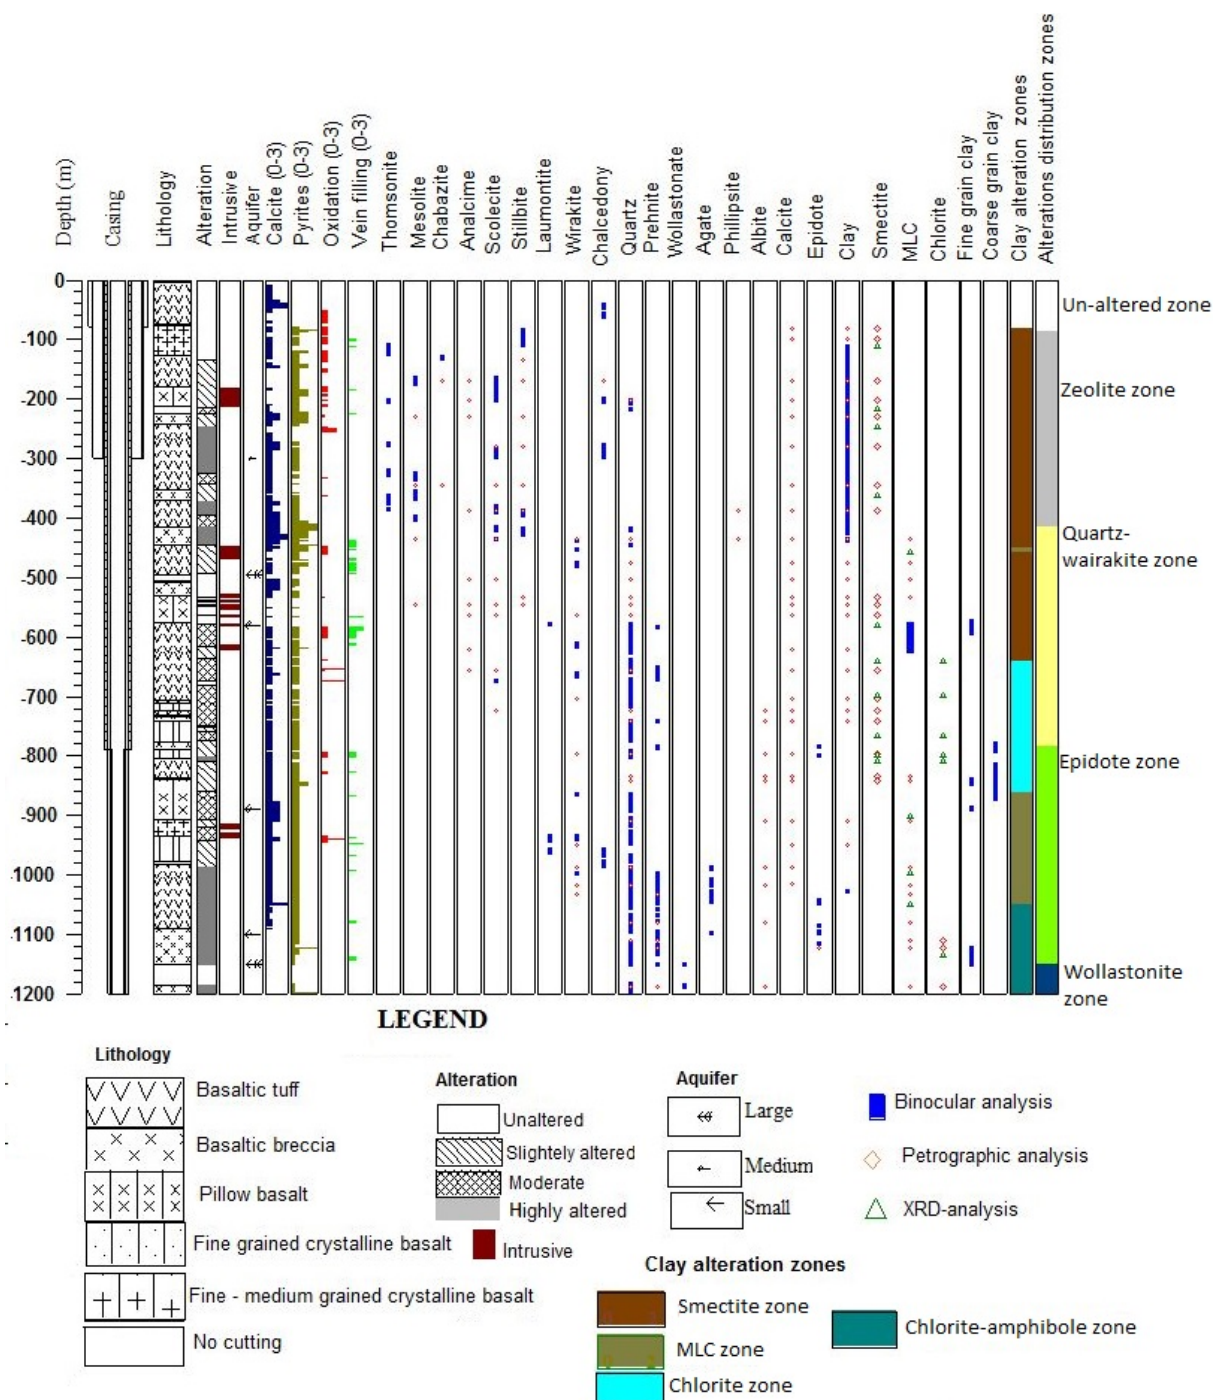 Depth (m)
Casing
Lithology
Alteration
Intrusive
Aquifer
Calcite (0-3)
Pyrites (0-3)
Oxidation (0-3)
Vein filling (0-3)
Thomsonite
Mesolite
Chabazite
Analcime
Scolecite
Stillbite
Laumontite
Wirakite
Chalcedony
Quartz
Prehnite
Wollastonate
Agate
Phillipsite
Albite
Calcite
Epidote
Clay
Smectite
MLC
Chlorite
Fine grain clay
Coarse grain clay
Clay alteration zones
Alterations distribution zones
0
-100
-200
-300
-400
-500
-600
-700
-800
-900
-1000
-1100
-1200
Un-altered zone
Zeolite zone
Quartz-
wairakite zone
Epidote zone
Wollastonite
zone
LEGEND
Lithology
Basaltic tuff
Basaltic breccia
Pillow basalt
Fine grained crystalline basalt
Fine - medium grained crystalline basalt
No cutting
Alteration
Unaltered
Slightely altered
Moderate
Highly altered
Intrusive
Aquifer
Large
Medium
Small
Binocular analysis
Petrographic analysis
XRD-analysis
Clay alteration zones
Smectite zone
MLC zone
Chlorite zone
Chlorite-amphibole zone